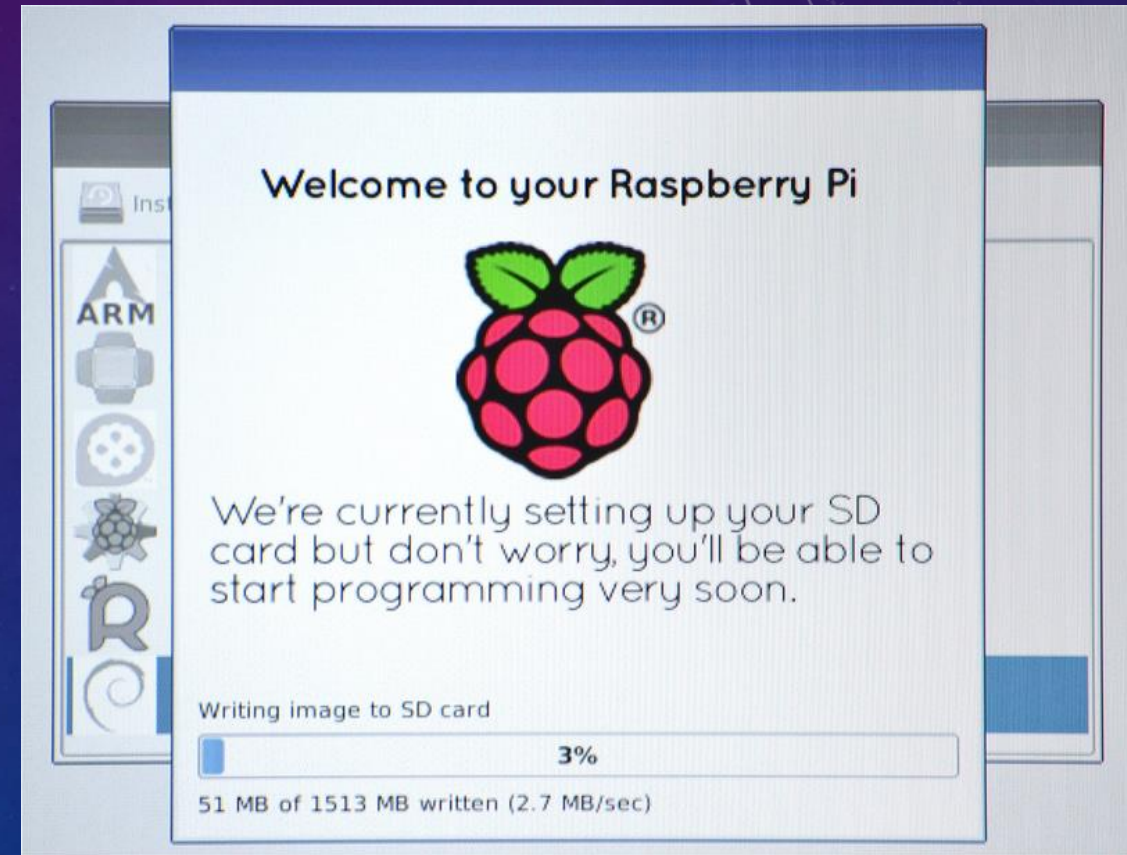 Welcome to your Raspberry Pi
Inst
ARM
®
We're currently setting up your SD
card but don't worry, you'll be able to
start programming very soon.
Writing image to SD card
3%
51 MB of 1513 MB written (2.7 MB/sec)